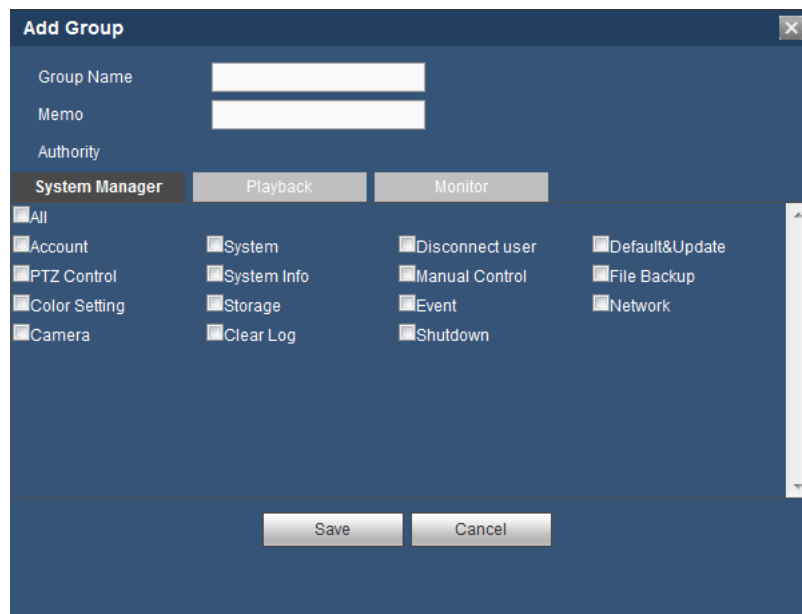 Add Group
Group Name
Memo
Authority
System Manager Playback Monitor
All
Account System Disconnect user Default&Update
PTZ Control System Info Manual Control File Backup
Color Setting Storage Event Network
Camera Clear Log Shutdown
Save Cancel